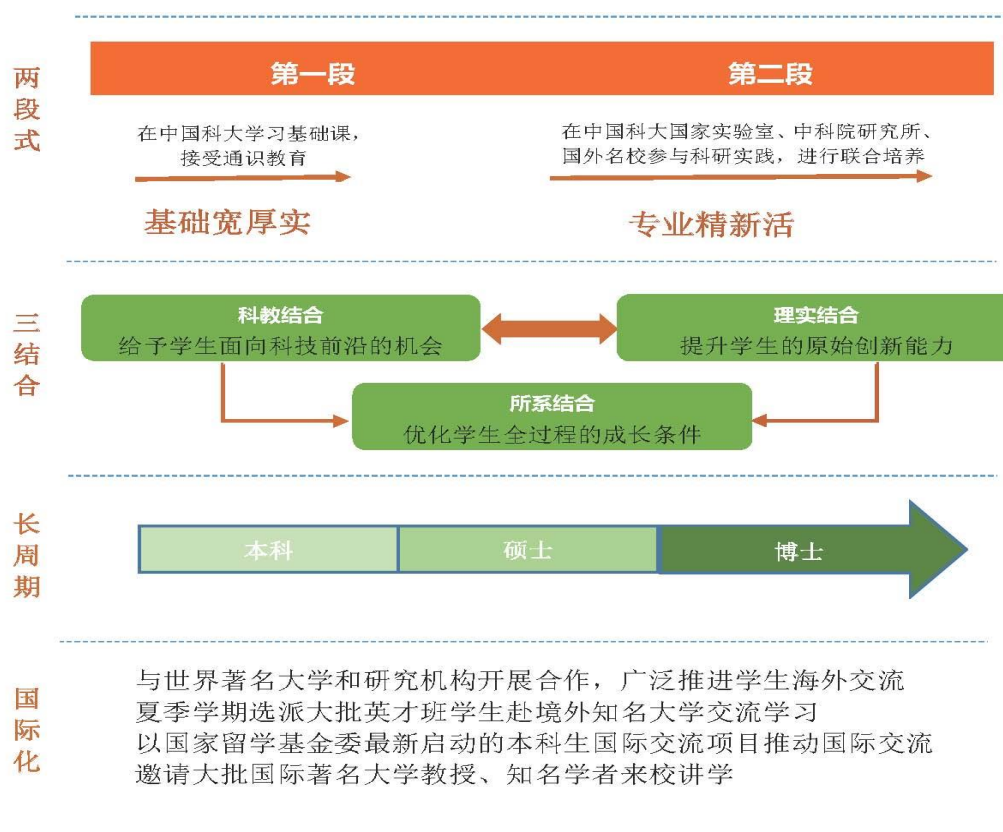 两段式
第一段
第二段
在中国科大学习基础课，
接受通识教育
在中国科大国家实验室、中科院研究所、
国外名校参与科研实践，进行联合培养
基础宽厚实
专业精新活
三结合
科教结合
给予学生面向科技前沿的机会
理实结合
提升学生的原始创新能力
所系结合
优化学生全过程的成长条件
长周期
本科
硕士
博士
国际化
与世界著名大学和研究机构开展合作，广泛推进学生海外交流
夏季学期选派大批英才班学生赴境外知名大学交流学习
以国家留学基金委最新启动的本科生国际交流项目推动国际交流
邀请大批国际著名大学教授、知名学者来校讲学